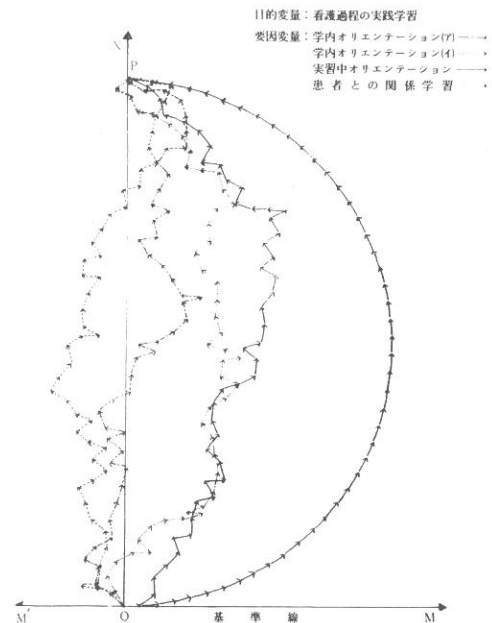 目的変量：看護過程の実践学習
要因変量：学内オリエンテーション(ア)
学内オリエンテーション(イ)
実習中オリエンテーション
患者との関係学習
X
P
M'
O
基準線
M